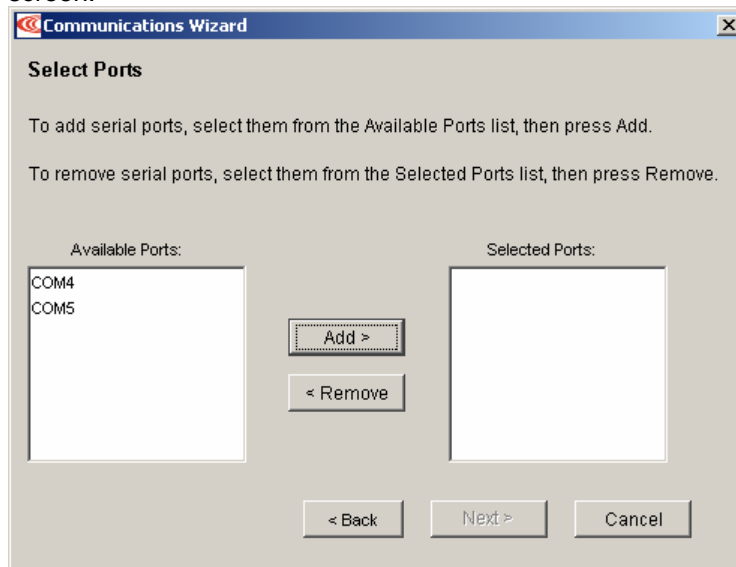 screen.
Communications Wizard
Select Ports
To add serial ports, select them from the Available Ports list, then press Add.
To remove serial ports, select them from the Selected Ports list, then press Remove.
Available Ports:
Selected Ports:
COM4
COM5
Add >
< Remove
< Back
Next >
Cancel